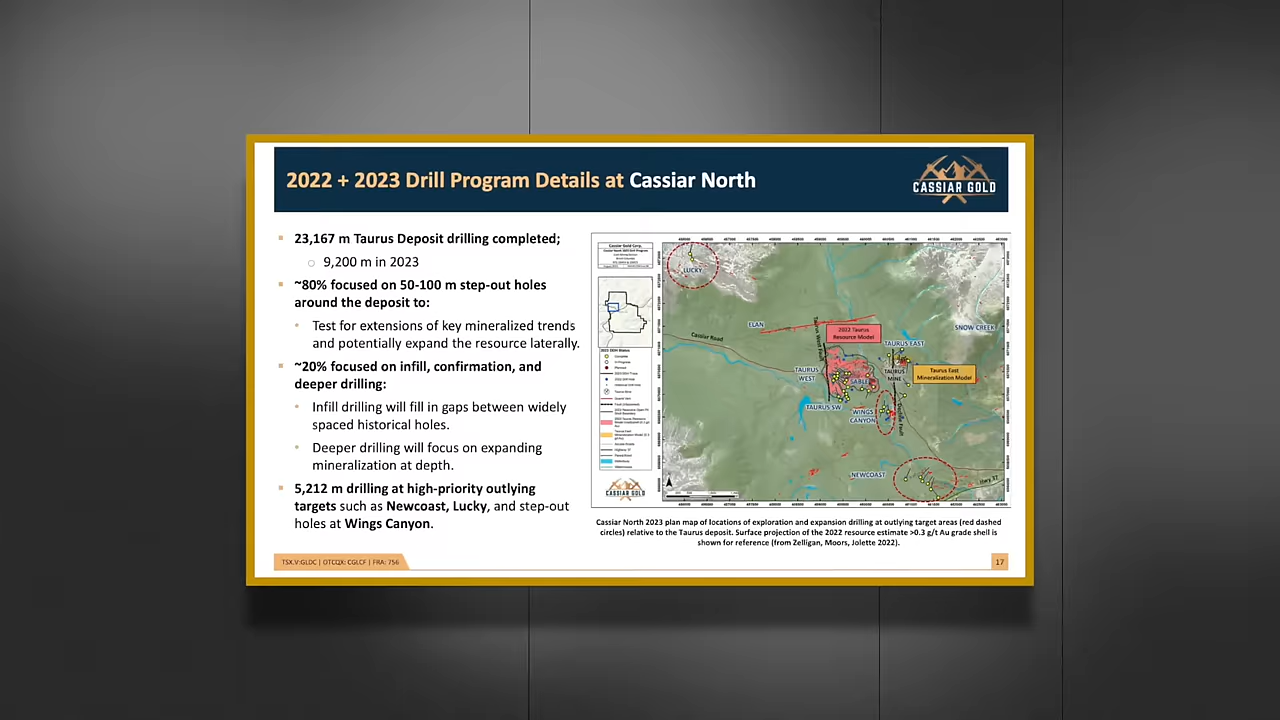 2022 + 2023 Drill Program Details at Cassiar North
CASSIAR GOLD
▪ 23,167 m Taurus Deposit drilling completed;
○ 9,200 m in 2023
▪ ~80% focused on 50-100 m step-out holes
around the deposit to:
• Test for extensions of key mineralized trends
and potentially expand the resource laterally.
▪ ~20% focused on infill, confirmation, and
deeper drilling:
• Infill drilling will fill in gaps between widely
spaced historical holes.
• Deeper drilling will focus on expanding
mineralization at depth.
▪ 5,212 m drilling at high-priority outlying
targets such as Newcoast, Lucky, and step-out
holes at Wings Canyon.
Cassiar Gold Corp.
LUCKY
ELAN
Cassiar Road
2022 Taurus
Resource Model
SNOW CREEK
TAURUS EAST
TAURUS
WEST
TAURUS
MINE
Taurus East
Mineralization Model
SABLE
TAURUS SW
WINGS
CANYON
NEWCOAST
Hwy 37
CASSIAR GOLD
Cassiar North 2023 plan map of locations of exploration and expansion drilling at outlying target areas (red dashed
circles) relative to the Taurus deposit. Surface projection of the 2022 resource estimate >0.3 g/t Au grade shell is
shown for reference (from Zelligan, Moors, Jolette 2022).
TSX.V:GLDC | OTCQX: CGLCF | FRA: 756
17